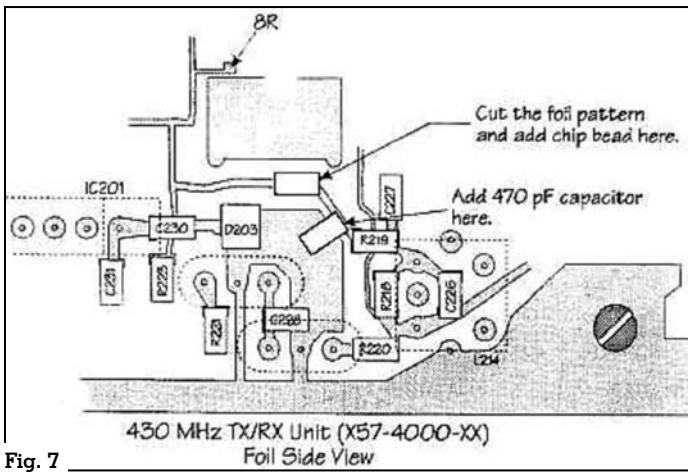 8R
Cut the foil pattern
and add chip bead here.
Add 470 pF capacitor
here.
IC201
C227
C230
D203
R219
C231
R223
R218
C226
R221
C228
R220
L214
430 MHz TX/RX Unit (X57-4000-XX)
Foil Side View
Fig. 7